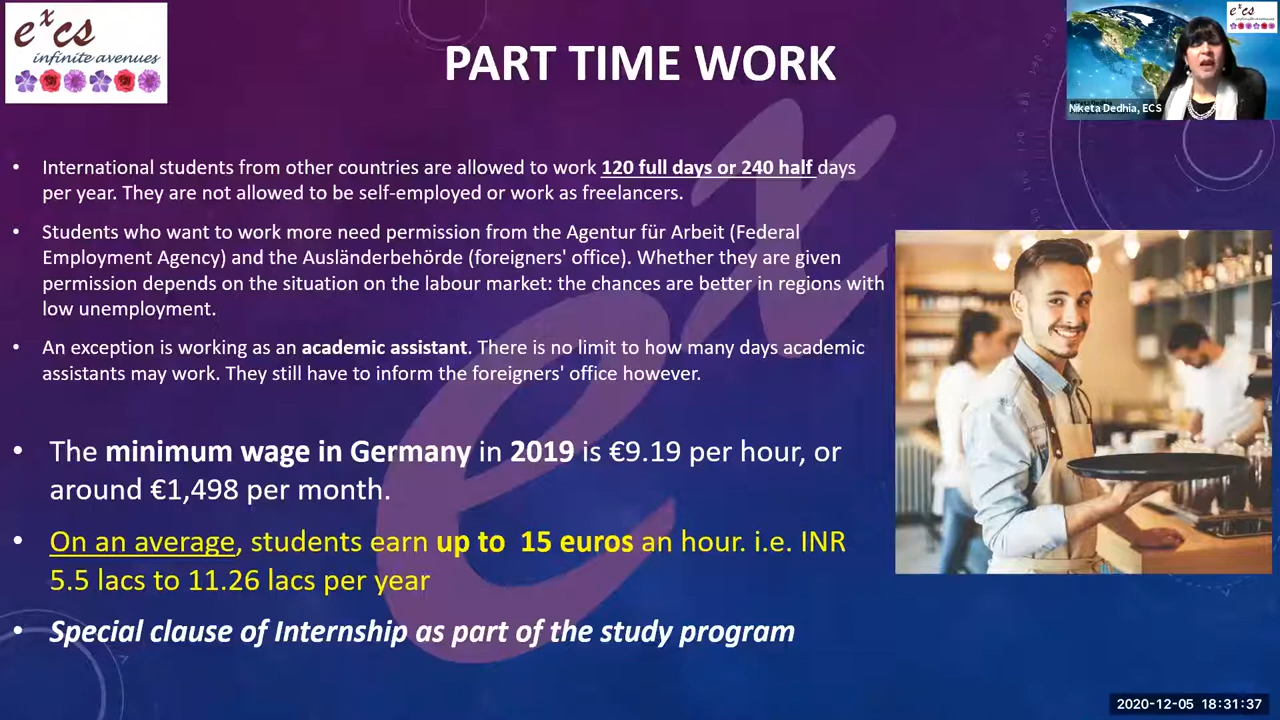 e^x cs
infinite avenues
PART TIME WORK
e^x cs
infinite avenues
Niketa Dedhia, ECS
• International students from other countries are allowed to work 120 full days or 240 half days
per year. They are not allowed to be self-employed or work as freelancers.
• Students who want to work more need permission from the Agentur für Arbeit (Federal
Employment Agency) and the Ausländerbehörde (foreigners' office). Whether they are given
permission depends on the situation on the labour market: the chances are better in regions with
low unemployment.
• An exception is working as an academic assistant. There is no limit to how many days academic
assistants may work. They still have to inform the foreigners' office however.
• The minimum wage in Germany in 2019 is €9.19 per hour, or
around €1,498 per month.
• On an average, students earn up to 15 euros an hour. i.e. INR
5.5 lacs to 11.26 lacs per year
• Special clause of Internship as part of the study program
e^x
2020-12-05 18:31:37